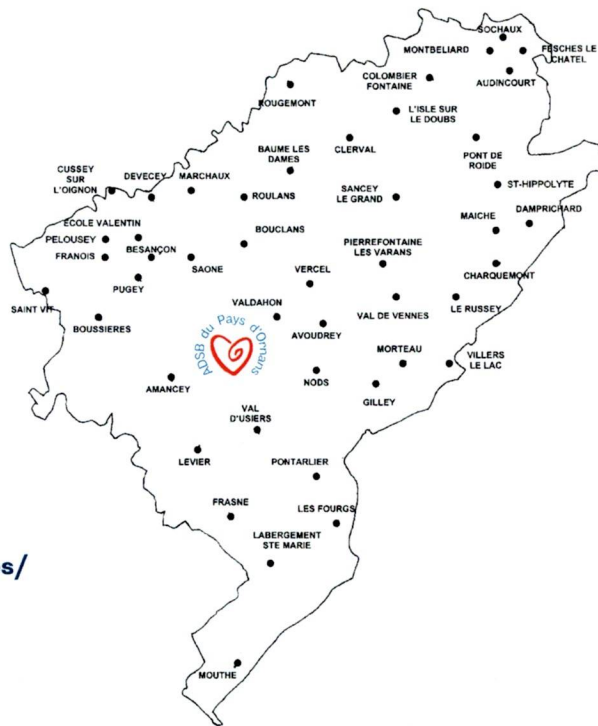 SOCHAUX
MONTBELIARD
FESCHES LE
CHATEL
COLOMBIER
FONTAINE
AUDINCOURT
ROUGEMONT
L'ISLE SUR
LE DOUBS
CLERVAL
BAUME LES
DAMES
PONT DE
ROIDE
CUSSEY
SUR
L'OIGNON
DEVECEY
MARCHAUX
ROULANS
SANCEY
LE GRAND
ST-HIPPOLYTE
DAMPRICHARD
MAICHE
ÉCOLE VALENTIN
PELOUSEY
BESANÇON
FRANOIS
SAONE
BOUCLANS
PIERREFONTAINE
LES VARANS
CHARQUEMONT
PUGEY
VERCEL
SAINT VIT
BOUSSIERES
VALDAHON
VAL DE VENNES
LE RUSSEY
AVOUDREY
ADSB du Pays d'Ornans
MORTEAU
VILLERS
LE LAC
AMANCEY
NODS
GILLEY
VAL
D'USIERS
LEVIER
PONTARLIER
FRASNE
LES FOURGS
LABERGEMENT
STE MARIE
s/
MOUTHE